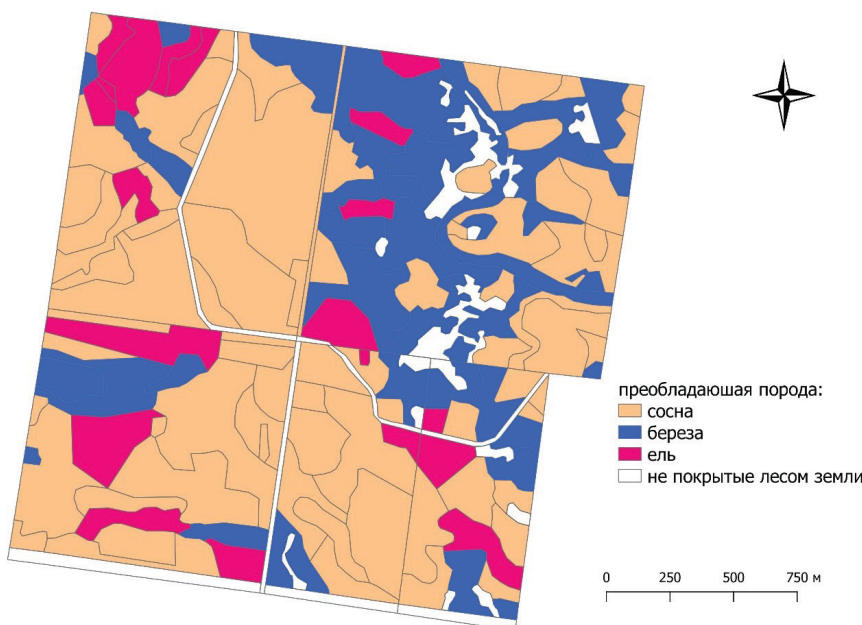 преобладаюшая порода:
сосна
береза
ель
не покрытые лесом земли
0 250 500 750 м